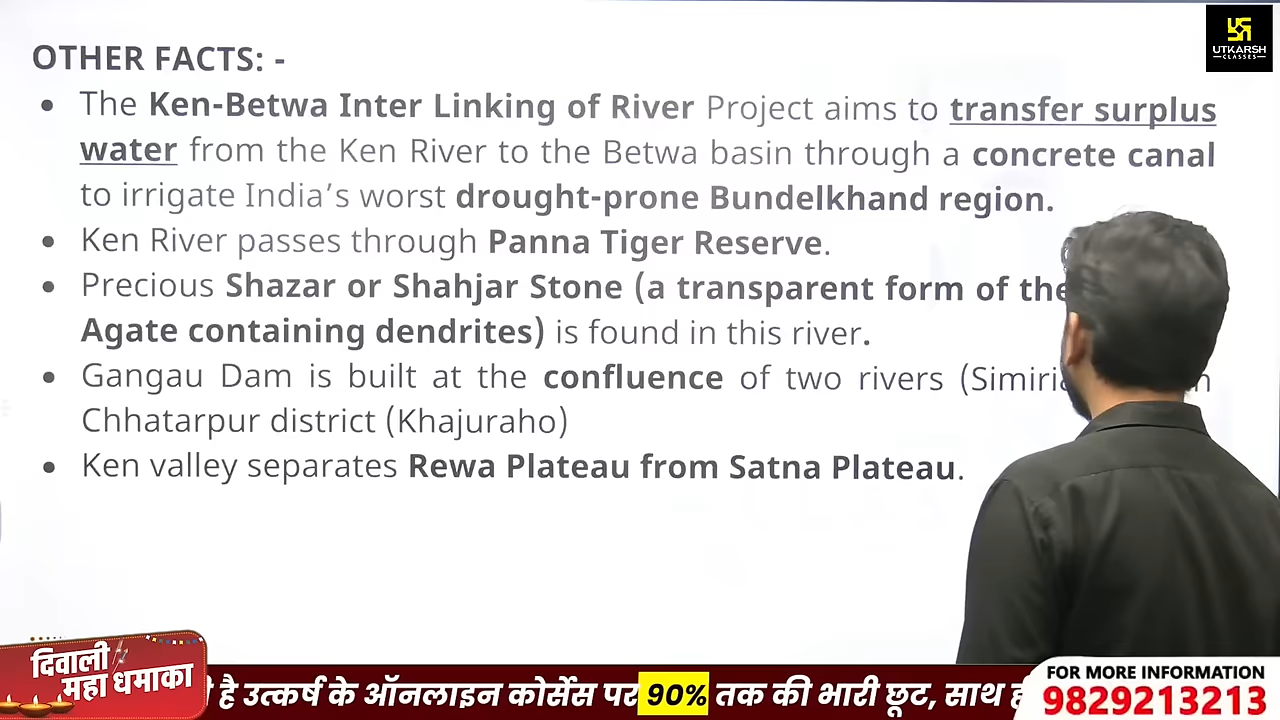 UTKARSH
CLASSES
OTHER FACTS: -
• The Ken-Betwa Inter Linking of River Project aims to transfer surplus
water from the Ken River to the Betwa basin through a concrete canal
to irrigate India's worst drought-prone Bundelkhand region.
• Ken River passes through Panna Tiger Reserve.
• Precious Shazar or Shahjar Stone (a transparent form of the
Agate containing dendrites) is found in this river.
• Gangau Dam is built at the confluence of two rivers
Chhatarpur district (Khajuraho)
• Ken valley separates Rewa Plateau from Satna Plateau.
दिवाली
महा धमाका
है उत्कर्ष के ऑनलाइन कोर्सेस पर 90% तक की भारी छूट, साथ
FOR MORE INFORMATION
9829213213